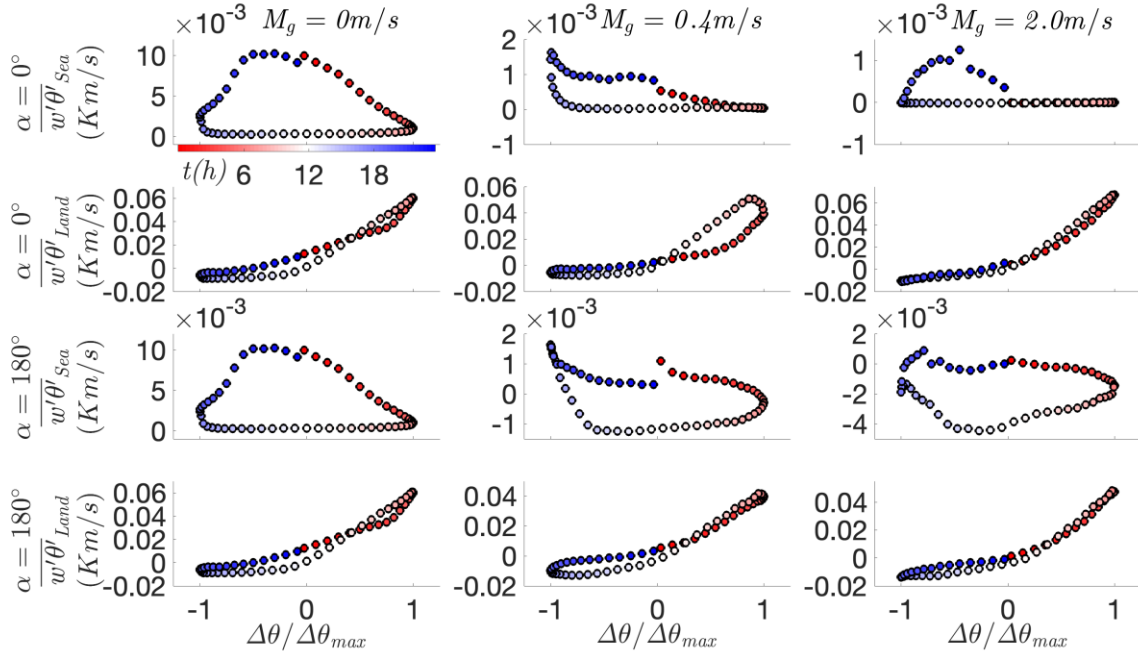 M_g = 0m/s M_g = 0.4m/s M_g = 2.0m/s
×10⁻³ ×10⁻³ ×10⁻³
α = 0°
w'θ'_Sea
(Km/s)
10 5 0
2 1 0 -1
1 0 -1
t(h) 6 12 18
α = 0°
w'θ'_Land
(Km/s)
0.06 0.04 0.02 0 -0.02
0.06 0.04 0.02 0 -0.02
0.06 0.04 0.02 0 -0.02
×10⁻³ ×10⁻³ ×10⁻³
α = 180°
w'θ'_Sea
(Km/s)
10 5 0
2 1 0 -1
2 0 -2 -4
α = 180°
w'θ'_Land
(Km/s)
0.06 0.04 0.02 0 -0.02
0.04 0.02 0 -0.02
0.04 0.02 0 -0.02
-1 0 1 -1 0 1 -1 0 1
Δθ/Δθ_max Δθ/Δθ_max Δθ/Δθ_max